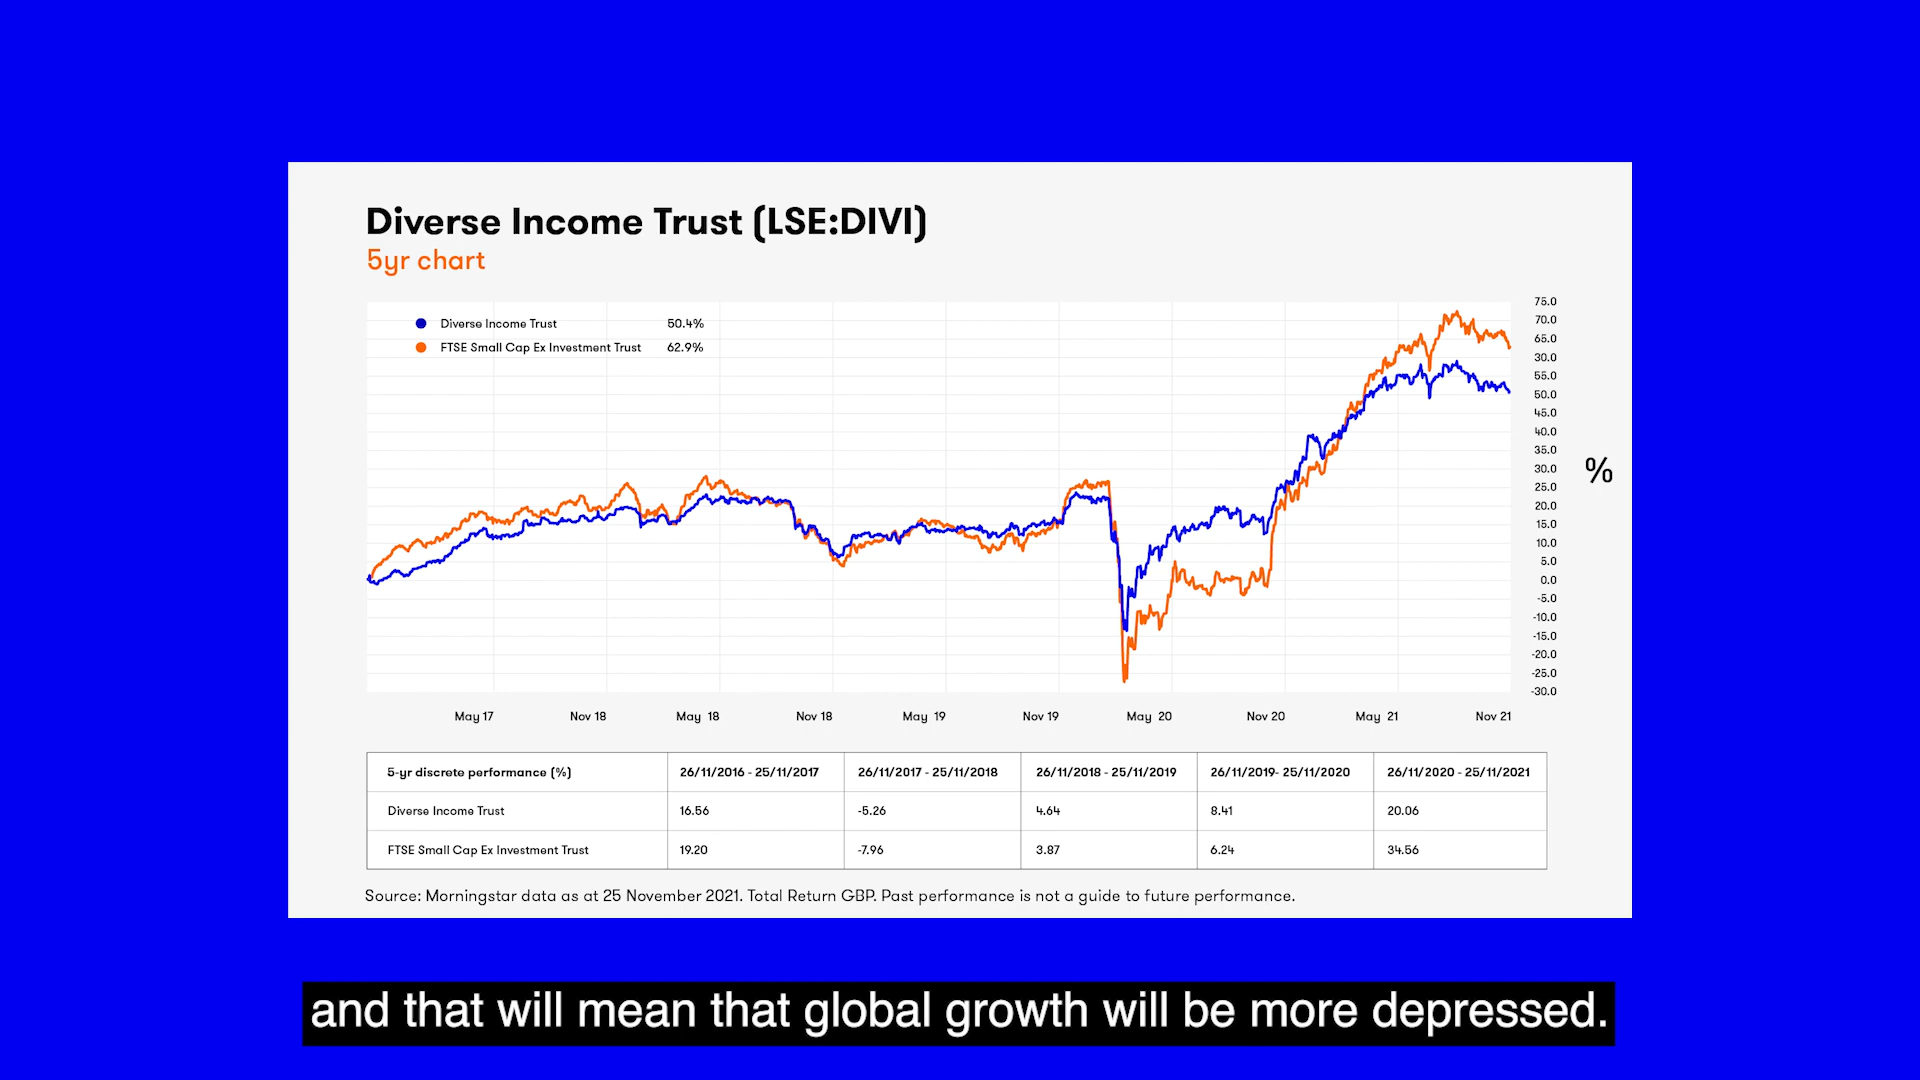 Diverse Income Trust (LSE:DIVI)
5yr chart
Diverse Income Trust 50.4%
FTSE Small Cap Ex Investment Trust 62.9%
75.0
70.0
65.0
30.0
55.0
50.0
45.0
40.0
35.0
30.0
25.0
20.0
15.0
10.0
5.0
0.0
-5.0
-10.0
-15.0
-20.0
-25.0
-30.0
%
May 17 Nov 18 May 18 Nov 18 May 19 Nov 19 May 20 Nov 20 May 21 Nov 21
5-yr discrete performance (%) 26/11/2016 - 25/11/2017 26/11/2017 - 25/11/2018 26/11/2018 - 25/11/2019 26/11/2019- 25/11/2020 26/11/2020 - 25/11/2021
Diverse Income Trust 16.56 -5.26 4.64 8.41 20.06
FTSE Small Cap Ex Investment Trust 19.20 -7.96 3.87 6.24 34.56
Source: Morningstar data as at 25 November 2021. Total Return GBP. Past performance is not a guide to future performance.
and that will mean that global growth will be more depressed.